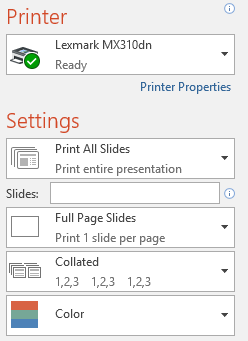 Printer
Lexmark MX310dn
Ready
Printer Properties
Settings
Print All Slides
Print entire presentation
Slides:
Full Page Slides
Print 1 slide per page
Collated
1,2,3 1,2,3 1,2,3
Color